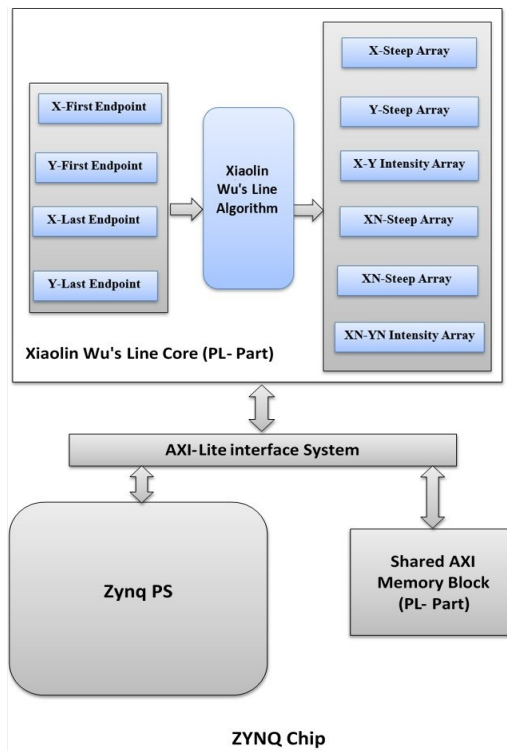 X-First Endpoint
Y-First Endpoint
X-Last Endpoint
Y-Last Endpoint
Xiaolin
Wu's Line
Algorithm
X-Steep Array
Y-Steep Array
X-Y Intensity Array
XN-Steep Array
XN-Steep Array
XN-YN Intensity Array
Xiaolin Wu's Line Core (PL- Part)
AXI-Lite interface System
Zynq PS
Shared AXI
Memory Block
(PL- Part)
ZYNQ Chip